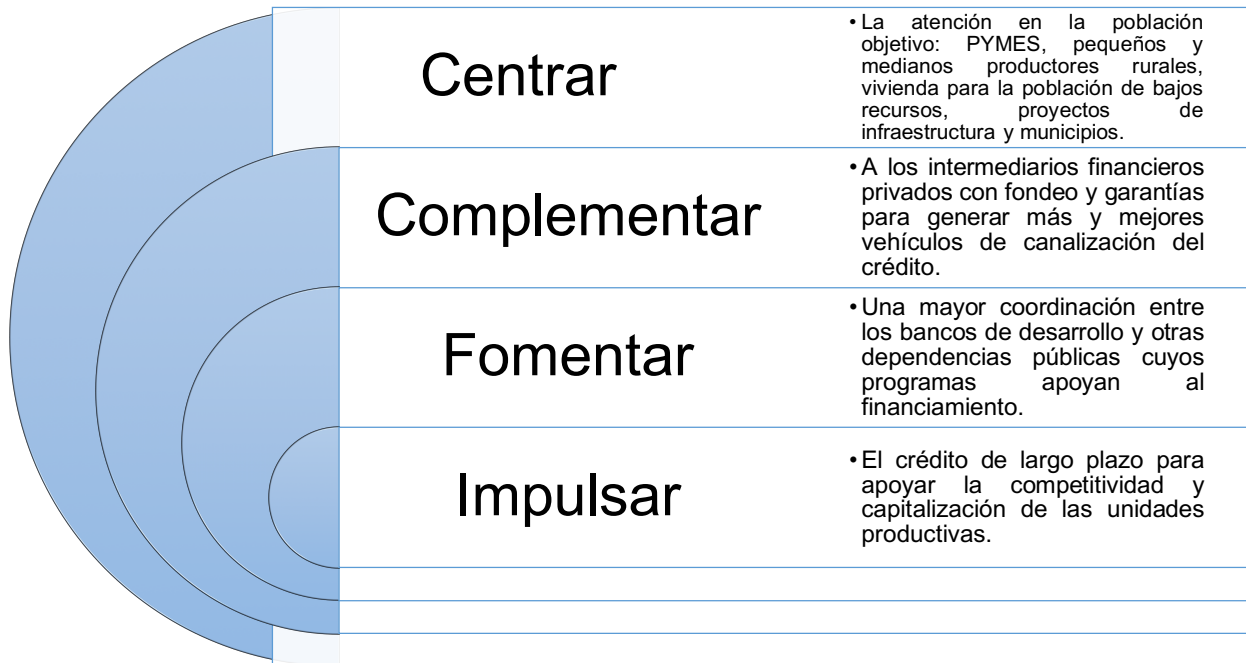 Centrar
• La atención en la población
objetivo: PYMES, pequeños y
medianos productores rurales,
vivienda para la población de bajos
recursos, proyectos de
infraestructura y municipios.
Complementar
• A los intermediarios financieros
privados con fondeo y garantías
para generar más y mejores
vehículos de canalización del
crédito.
Fomentar
• Una mayor coordinación entre
los bancos de desarrollo y otras
dependencias públicas cuyos
programas apoyan al
financiamiento.
Impulsar
• El crédito de largo plazo para
apoyar la competitividad y
capitalización de las unidades
productivas.